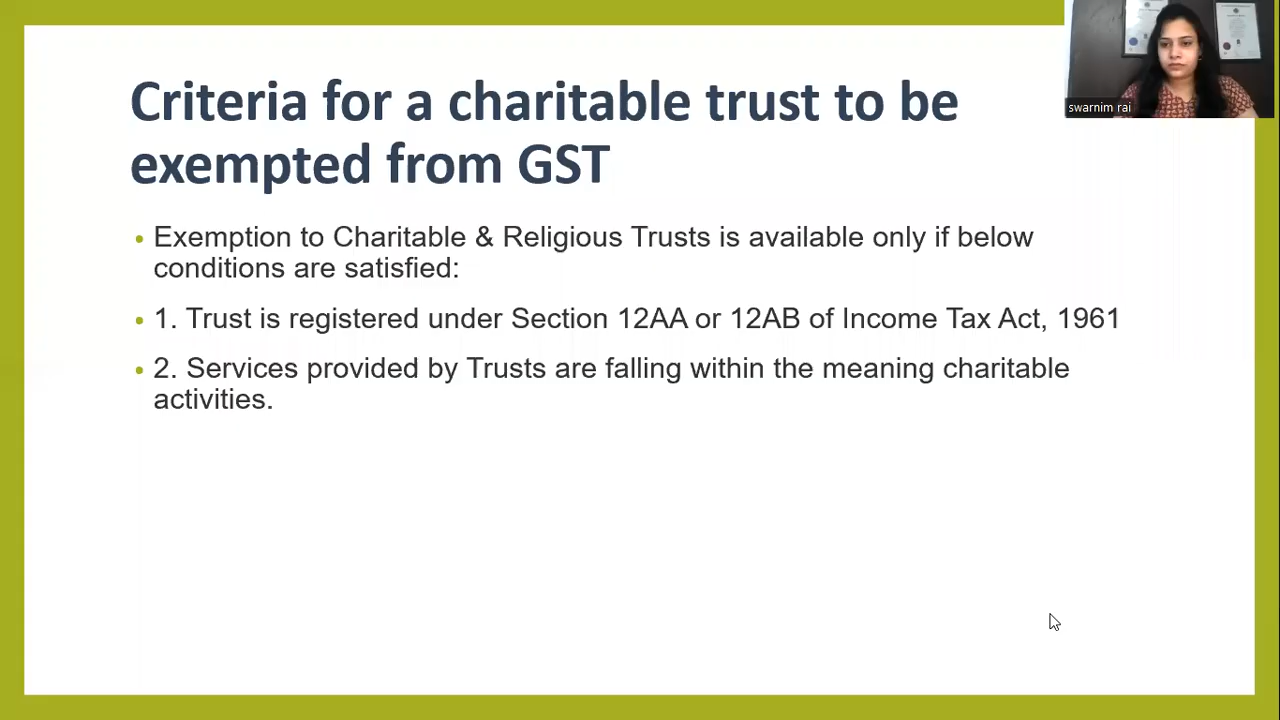 Criteria for a charitable trust to be
exempted from GST
• Exemption to Charitable & Religious Trusts is available only if below
conditions are satisfied:
• 1. Trust is registered under Section 12AA or 12AB of Income Tax Act, 1961
• 2. Services provided by Trusts are falling within the meaning charitable
activities.
swarnim rai